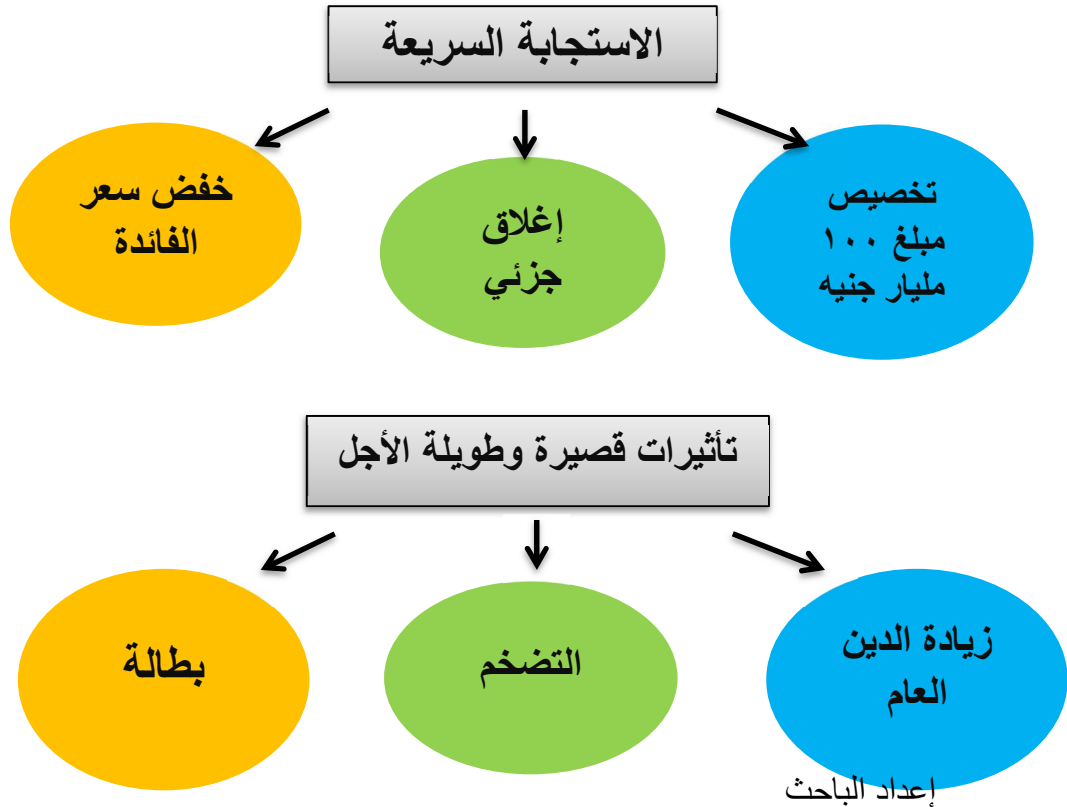 الاستجابة السريعة
تخصيص
مبلغ ١٠٠
مليار جنيه
إغلاق
جزئي
خفض سعر
الفائدة
تأثيرات قصيرة وطويلة الأجل
زيادة الدين
العام
التضخم
بطالة
إعداد الباحث